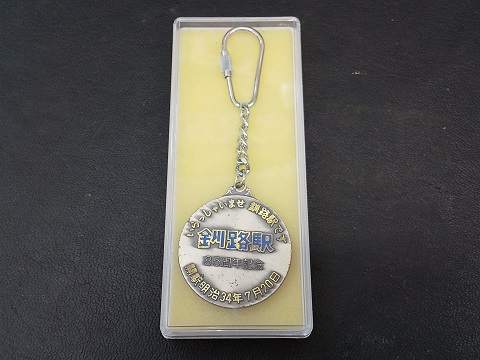 いらっしゃいませ 釧路駅です
釧路駅
周年記念
開駅明治34年7月20日